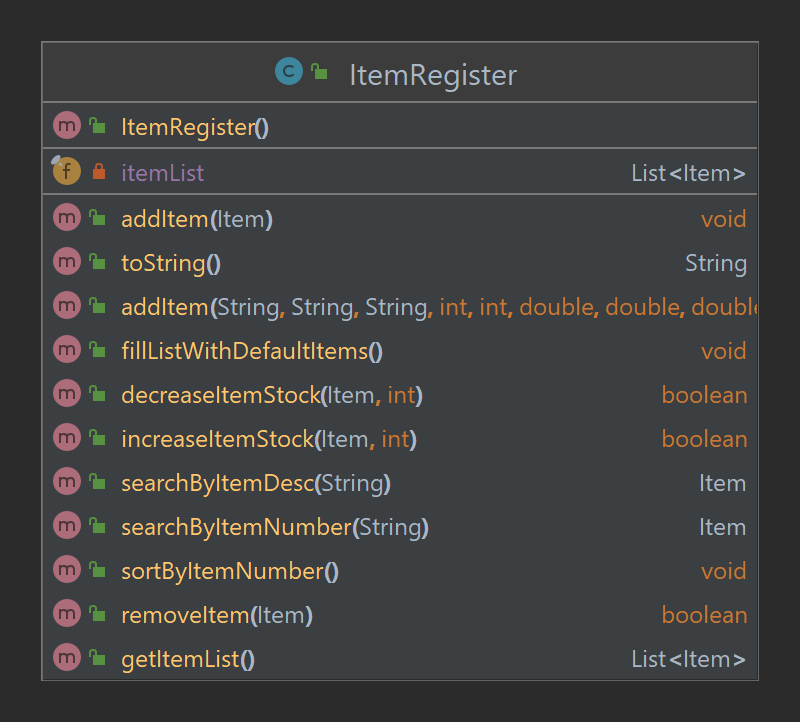 C ItemRegister
m ItemRegister()
f itemList List<Item>
m addItem(Item) void
m toString() String
m addItem(String, String, String, int, int, double, double, double
m fillListWithDefaultItems() void
m decreaseItemStock(Item, int) boolean
m increaseItemStock(Item, int) boolean
m searchByItemDesc(String) Item
m searchByItemNumber(String) Item
m sortByItemNumber() void
m removeItem(Item) boolean
m getItemList() List<Item>